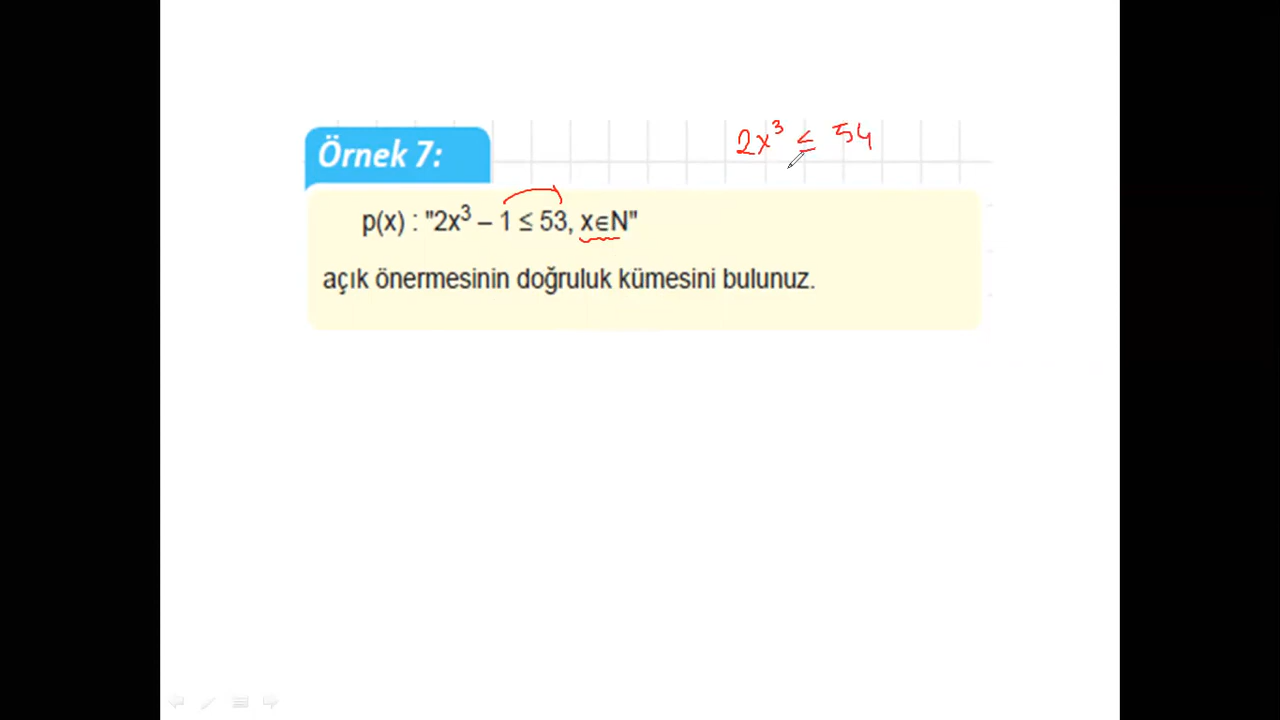 Örnek 7:
2x³ ≤ 54
p(x) : "2x³ – 1 ≤ 53, x∈N"
açık önermesinin doğruluk kümesini bulunuz.